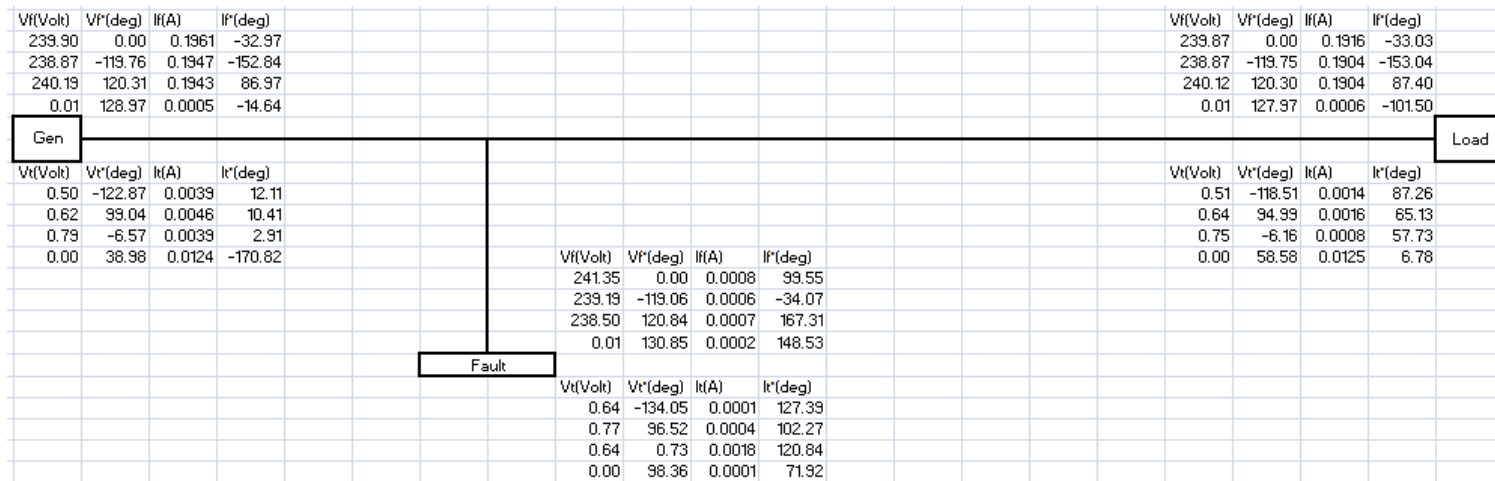 Vf(Volt) Vf°(deg) If(A) If°(deg) Vf(Volt) Vf°(deg) If(A) If°(deg)
239.90 0.00 0.1961 -32.97 239.87 0.00 0.1916 -33.03
238.87 -119.76 0.1947 -152.84 238.87 -119.75 0.1904 -153.04
240.19 120.31 0.1943 86.97 240.12 120.30 0.1904 87.40
0.01 128.97 0.0005 -14.64 0.01 127.97 0.0006 -101.50
Gen Load
Vt(Volt) Vt°(deg) It(A) It°(deg) Vt(Volt) Vt°(deg) It(A) It°(deg)
0.50 -122.87 0.0039 12.11 0.51 -118.51 0.0014 87.26
0.62 99.04 0.0046 10.41 0.64 94.99 0.0016 65.13
0.79 -6.57 0.0039 2.91 0.75 -6.16 0.0008 57.73
0.00 38.98 0.0124 -170.82 0.00 58.58 0.0125 6.78
Vf(Volt) Vf°(deg) If(A) If°(deg)
241.35 0.00 0.0008 99.55
239.19 -119.06 0.0006 -34.07
238.50 120.84 0.0007 167.31
0.01 130.85 0.0002 148.53
Fault
Vt(Volt) Vt°(deg) It(A) It°(deg)
0.64 -134.05 0.0001 127.39
0.77 96.52 0.0004 102.27
0.64 0.73 0.0018 120.84
0.00 98.36 0.0001 71.92